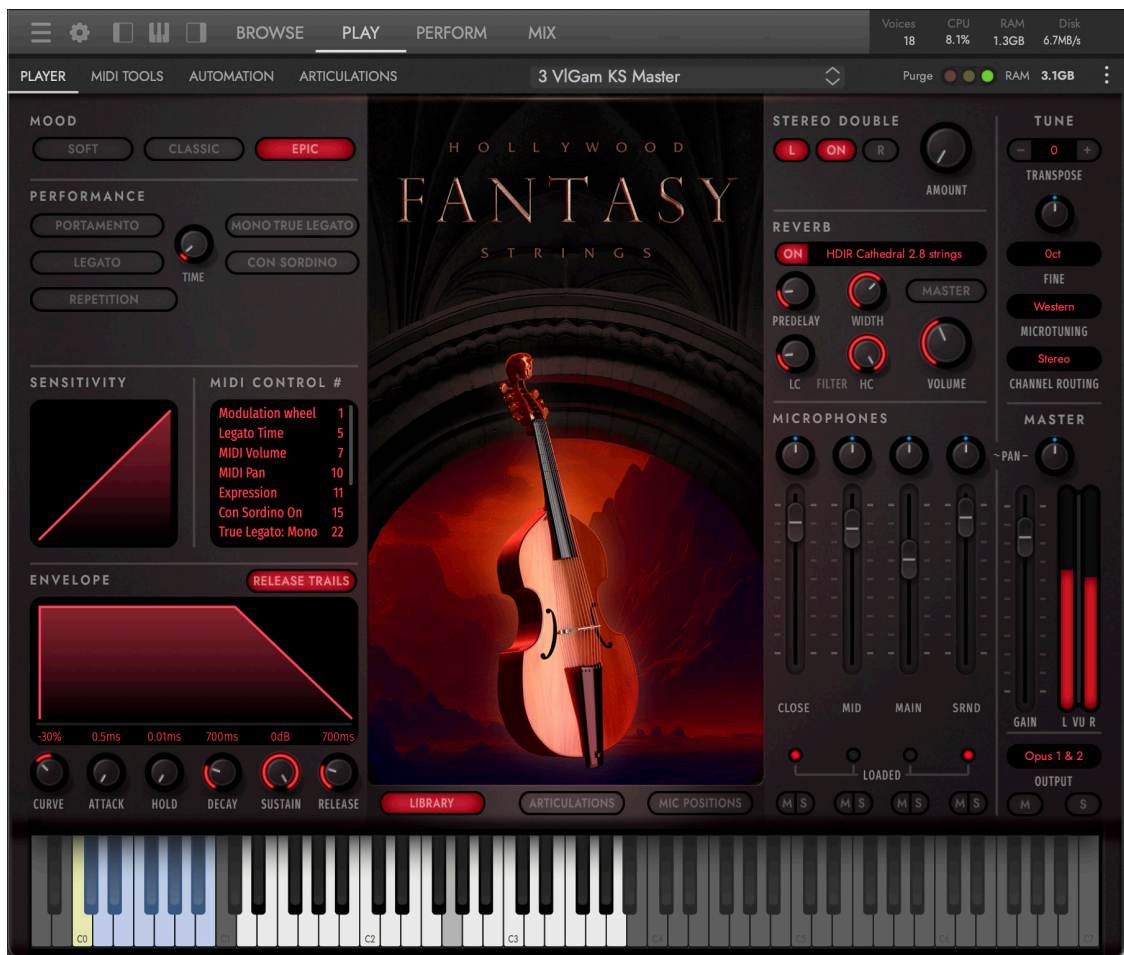 BROWSE PLAY PERFORM MIX
Voices CPU RAM Disk
18 8.1% 1.3GB 6.7MB/s
PLAYER MIDI TOOLS AUTOMATION ARTICULATIONS
3 VlGam KS Master
Purge RAM 3.1GB
MOOD
SOFT CLASSIC EPIC
PERFORMANCE
PORTAMENTO
LEGATO
REPETITION
TIME
MONO TRUE LEGATO
CON SORDINO
SENSITIVITY
MIDI CONTROL #
Modulation wheel 1
Legato Time 5
MIDI Volume 7
MIDI Pan 10
Expression 11
Con Sordino On 15
True Legato: Mono 22
ENVELOPE
RELEASE TRAILS
-30% 0.5ms 0.01ms 700ms 0dB 700ms
CURVE ATTACK HOLD DECAY SUSTAIN RELEASE
HOLLYWOOD
FANTASY
STRINGS
LIBRARY ARTICULATIONS MIC POSITIONS
STEREO DOUBLE
L ON R
AMOUNT
REVERB
ON HDIR Cathedral 2.8 strings
PREDELAY WIDTH
MASTER
LC FILTER HC
VOLUME
MICROPHONES
~PAN-
CLOSE MID MAIN SRND
LOADED
M S M S M S M S
TUNE
- 0 +
TRANSPOSE
0ct
FINE
Western
MICROTUNING
Stereo
CHANNEL ROUTING
MASTER
GAIN L VU R
Opus 1 & 2
OUTPUT
M S
C0 C1 C2 C3 C4 C5 C6 C7